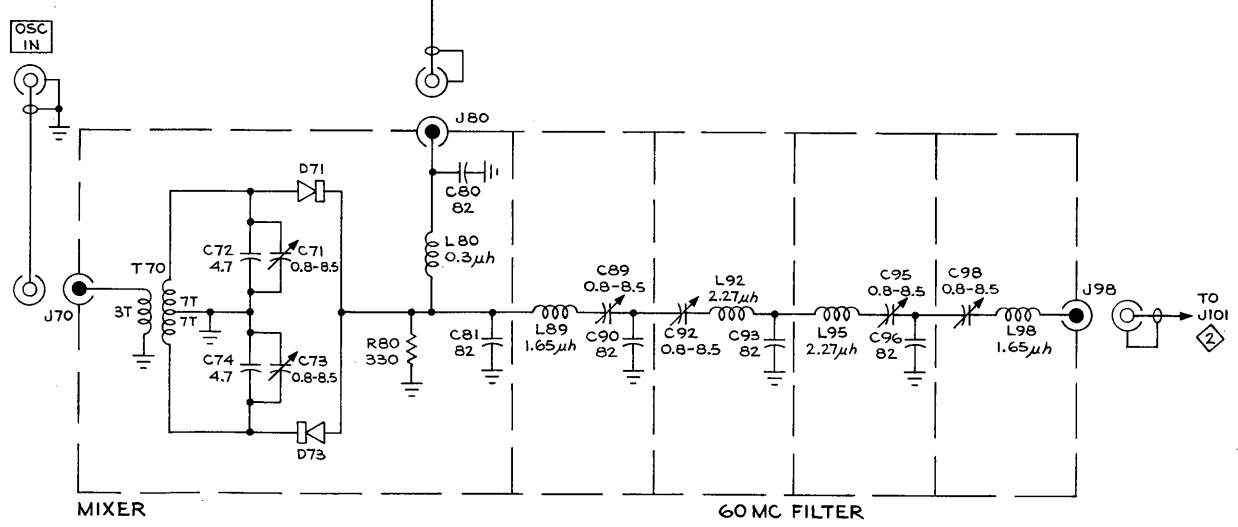 OSC
IN
J80
D71
C80
82
C72
4.7
C71
0.8-8.5
L80
0.3μh
T70
3T
7T
7T
J70
C74
4.7
C73
0.8-8.5
D73
R80
330
C81
82
L89
1.65μh
C89
0.8-8.5
C90
82
C92
0.8-8.5
L92
2.27μh
C93
82
L95
2.27μh
C95
0.8-8.5
C96
82
C98
0.8-8.5
L98
1.65μh
J98
TO
J101
2
MIXER
60 MC FILTER